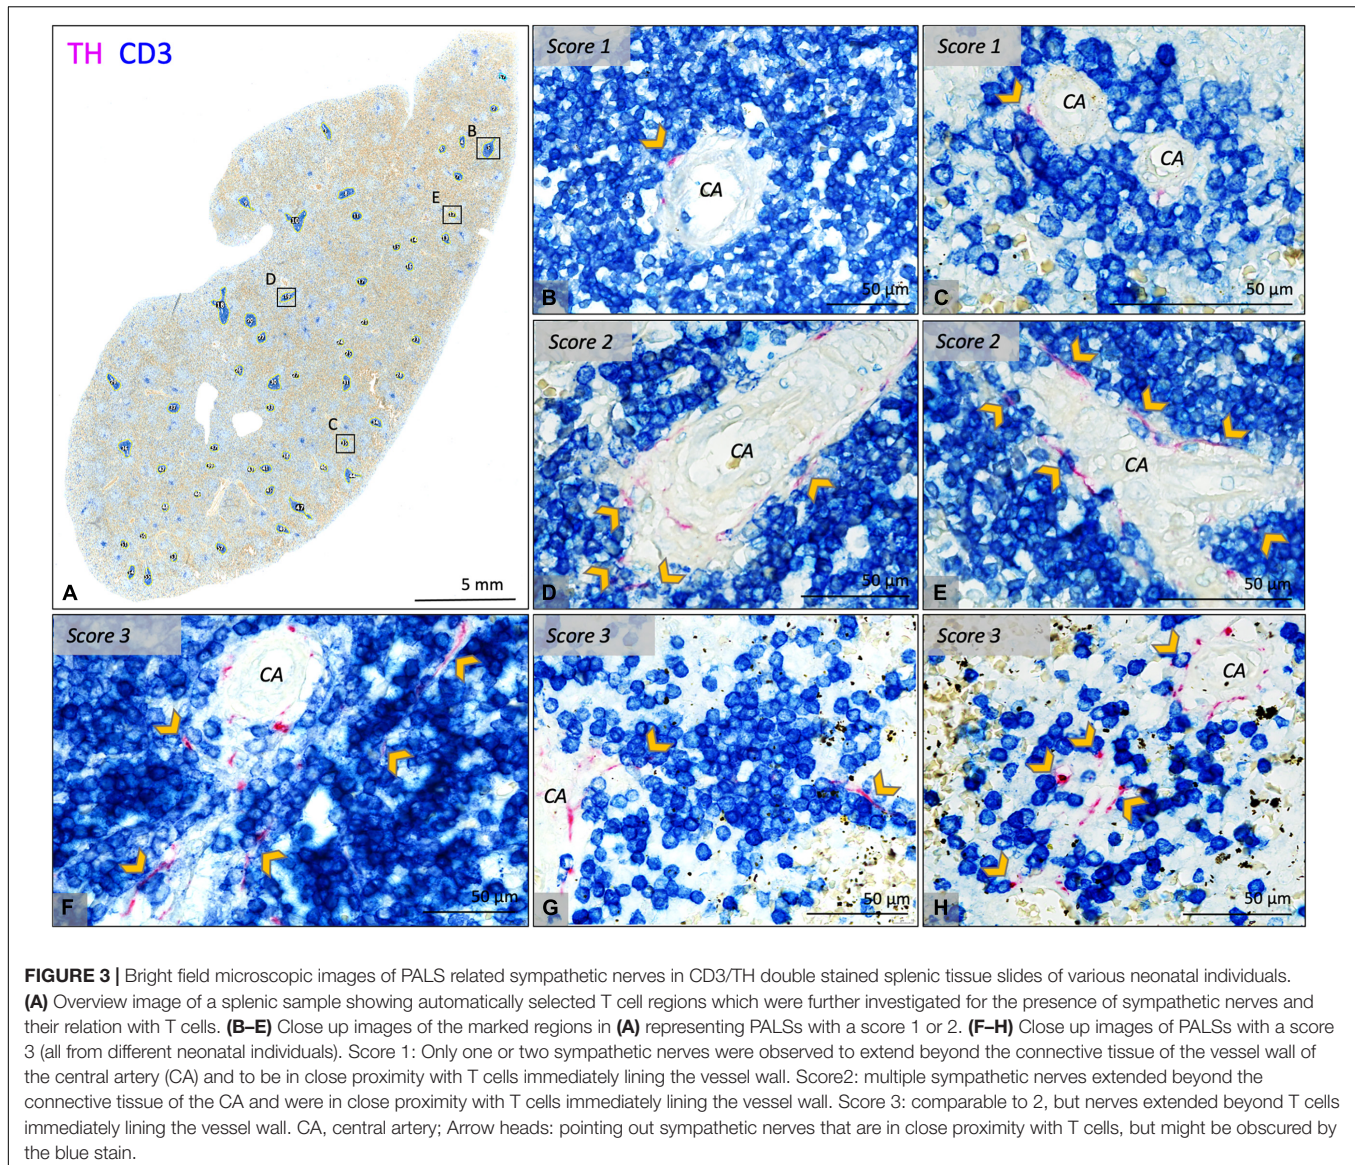 TH CD3
B
E
D
C
A
5 mm
Score 1
CA
B
50 µm
Score 1
CA
CA
C
50 µm
Score 2
CA
D
50 µm
Score 2
CA
E
50 µm
Score 3
CA
F
50 µm
Score 3
CA
G
50 µm
Score 3
CA
H
50 µm
FIGURE 3 | Bright field microscopic images of PALS related sympathetic nerves in CD3/TH double stained splenic tissue slides of various neonatal individuals.
(A) Overview image of a splenic sample showing automatically selected T cell regions which were further investigated for the presence of sympathetic nerves and
their relation with T cells. (B–E) Close up images of the marked regions in (A) representing PALSs with a score 1 or 2. (F–H) Close up images of PALSs with a score
3 (all from different neonatal individuals). Score 1: Only one or two sympathetic nerves were observed to extend beyond the connective tissue of the vessel wall of
the central artery (CA) and to be in close proximity with T cells immediately lining the vessel wall. Score2: multiple sympathetic nerves extended beyond the
connective tissue of the CA and were in close proximity with T cells immediately lining the vessel wall. Score 3: comparable to 2, but nerves extended beyond T cells
immediately lining the vessel wall. CA, central artery; Arrow heads: pointing out sympathetic nerves that are in close proximity with T cells, but might be obscured by
the blue stain.